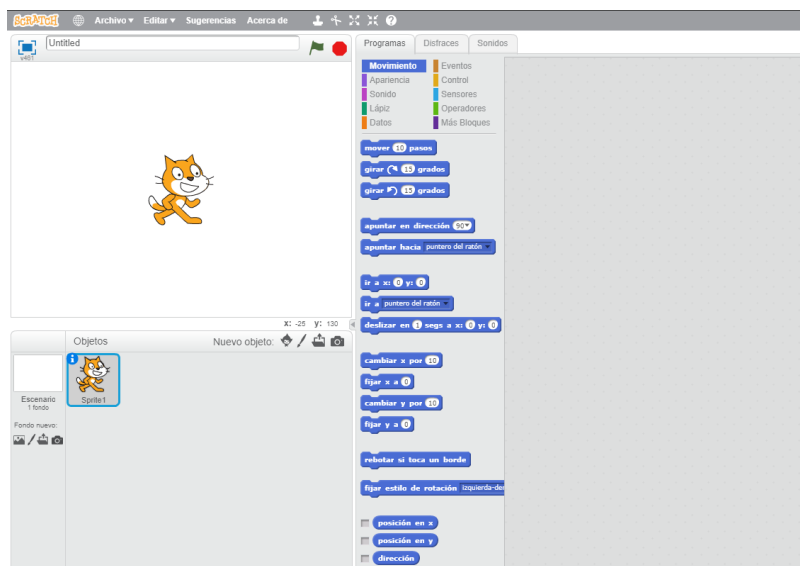 SCRATCH Archivo Editar Sugerencias Acerca de
Untitled
v461
x: -25 y: 130
Objetos Nuevo objeto:
Escenario
1 fondo
Sprite1
Fondo nuevo:
Programas Disfraces Sonidos
Movimiento Eventos
Apariencia Control
Sonido Sensores
Lápiz Operadores
Datos Más Bloques
mover 10 pasos
girar 15 grados
girar 15 grados
apuntar en dirección 90
apuntar hacia puntero del ratón
ir a x: 0 y: 0
ir a puntero del ratón
deslizar en 1 segs a x: 0 y: 0
cambiar x por 10
fijar x a 0
cambiar y por 10
fijar y a 0
rebotar si toca un borde
fijar estilo de rotación izquierda-der
posición en x
posición en y
dirección